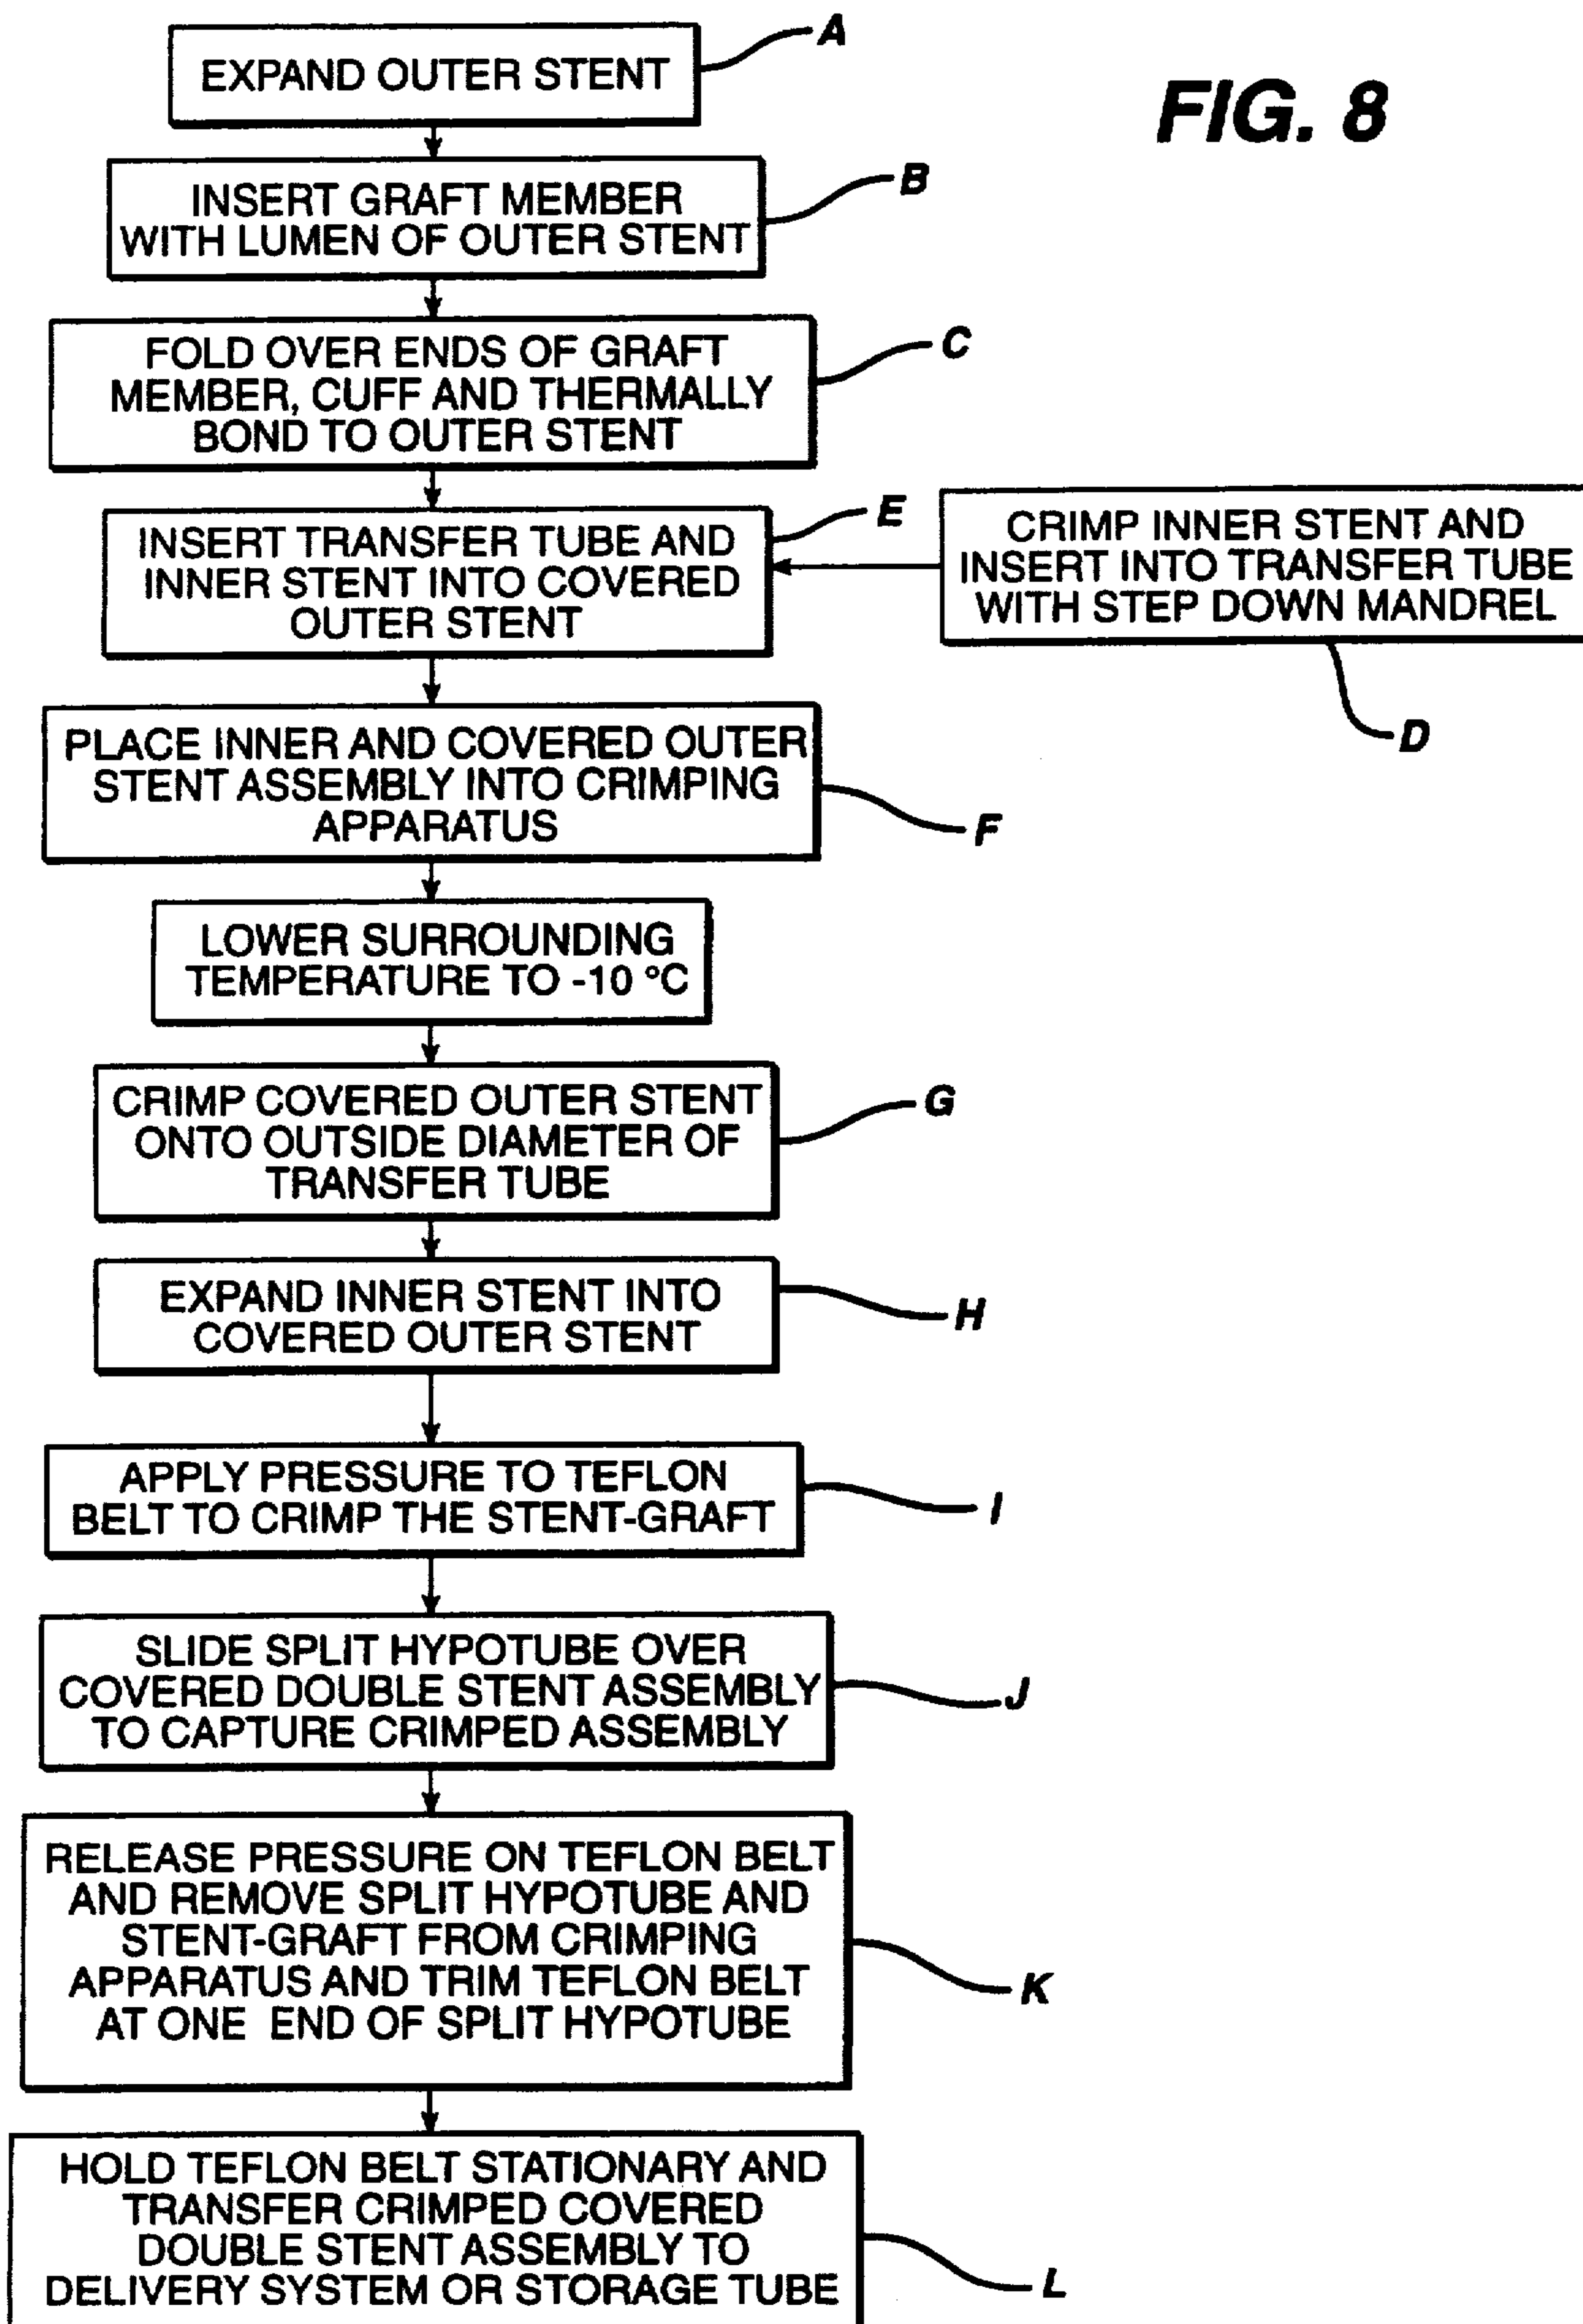 FIG. 8
A
EXPAND OUTER STENT
B
INSERT GRAFT MEMBER
WITH LUMEN OF OUTER STENT
C
FOLD OVER ENDS OF GRAFT
MEMBER, CUFF AND THERMALLY
BOND TO OUTER STENT
E
INSERT TRANSFER TUBE AND
INNER STENT INTO COVERED
OUTER STENT
CRIMP INNER STENT AND
INSERT INTO TRANSFER TUBE
WITH STEP DOWN MANDREL
D
PLACE INNER AND COVERED OUTER
STENT ASSEMBLY INTO CRIMPING
APPARATUS
F
LOWER SURROUNDING
TEMPERATURE TO -10 °C
CRIMP COVERED OUTER STENT
ONTO OUTSIDE DIAMETER OF
TRANSFER TUBE
G
EXPAND INNER STENT INTO
COVERED OUTER STENT
H
APPLY PRESSURE TO TEFLON
BELT TO CRIMP THE STENT-GRAFT
I
SLIDE SPLIT HYPOTUBE OVER
COVERED DOUBLE STENT ASSEMBLY
TO CAPTURE CRIMPED ASSEMBLY
J
RELEASE PRESSURE ON TEFLON BELT
AND REMOVE SPLIT HYPOTUBE AND
STENT-GRAFT FROM CRIMPING
APPARATUS AND TRIM TEFLON BELT
AT ONE END OF SPLIT HYPOTUBE
K
HOLD TEFLON BELT STATIONARY AND
TRANSFER CRIMPED COVERED
DOUBLE STENT ASSEMBLY TO
DELIVERY SYSTEM OR STORAGE TUBE
L